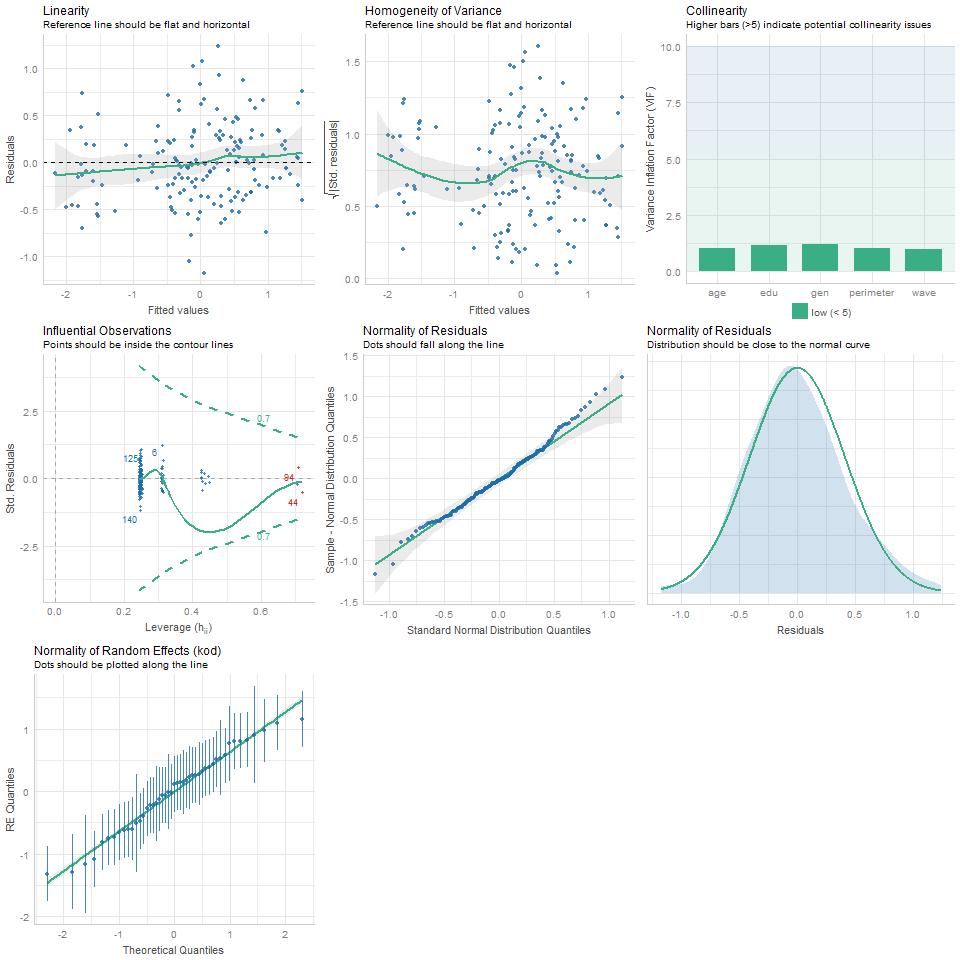 Linearity
Reference line should be flat and horizontal
Residuals
1.0
0.5
0.0
-0.5
-1.0
-2
-1
0
1
Fitted values
Homogeneity of Variance
Reference line should be flat and horizontal
√|Std. residuals|
1.5
1.0
0.5
0.0
-2
-1
0
1
Fitted values
Collinearity
Higher bars (>5) indicate potential collinearity issues
Variance Inflation Factor (VIF)
10.0
7.5
5.0
2.5
0.0
age
edu
gen
perimeter
wave
low (< 5)
Influential Observations
Points should be inside the contour lines
Std. Residuals
2.5
0.0
-2.5
0.7
125
6
94
44
140
0.7
0.0
0.2
0.4
0.6
Leverage (hii)
Normality of Residuals
Dots should fall along the line
Sample - Normal Distribution Quantiles
1.5
1.0
0.5
0.0
-0.5
-1.0
-1.5
-1.0
-0.5
0.0
0.5
1.0
Standard Normal Distribution Quantiles
Normality of Residuals
Distribution should be close to the normal curve
-1.0
-0.5
0.0
0.5
1.0
Residuals
Normality of Random Effects (kod)
Dots should be plotted along the line
RE Quantiles
1
0
-1
-2
-2
-1
0
1
2
Theoretical Quantiles